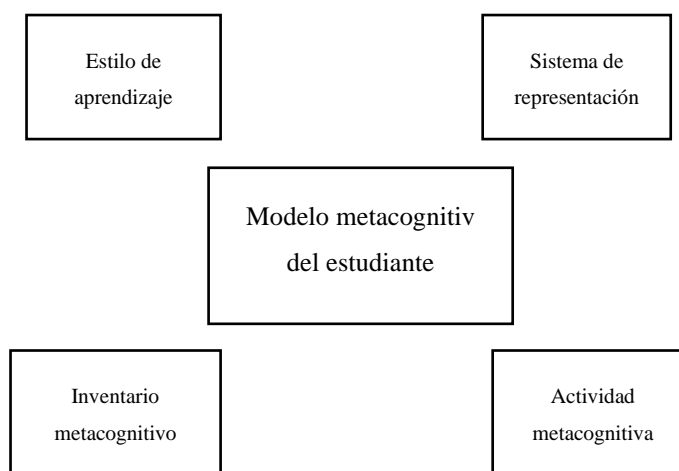 Estilo de
aprendizaje
Sistema de
representación
Modelo metacognitiv
del estudiante
Inventario
metacognitivo
Actividad
metacognitiva